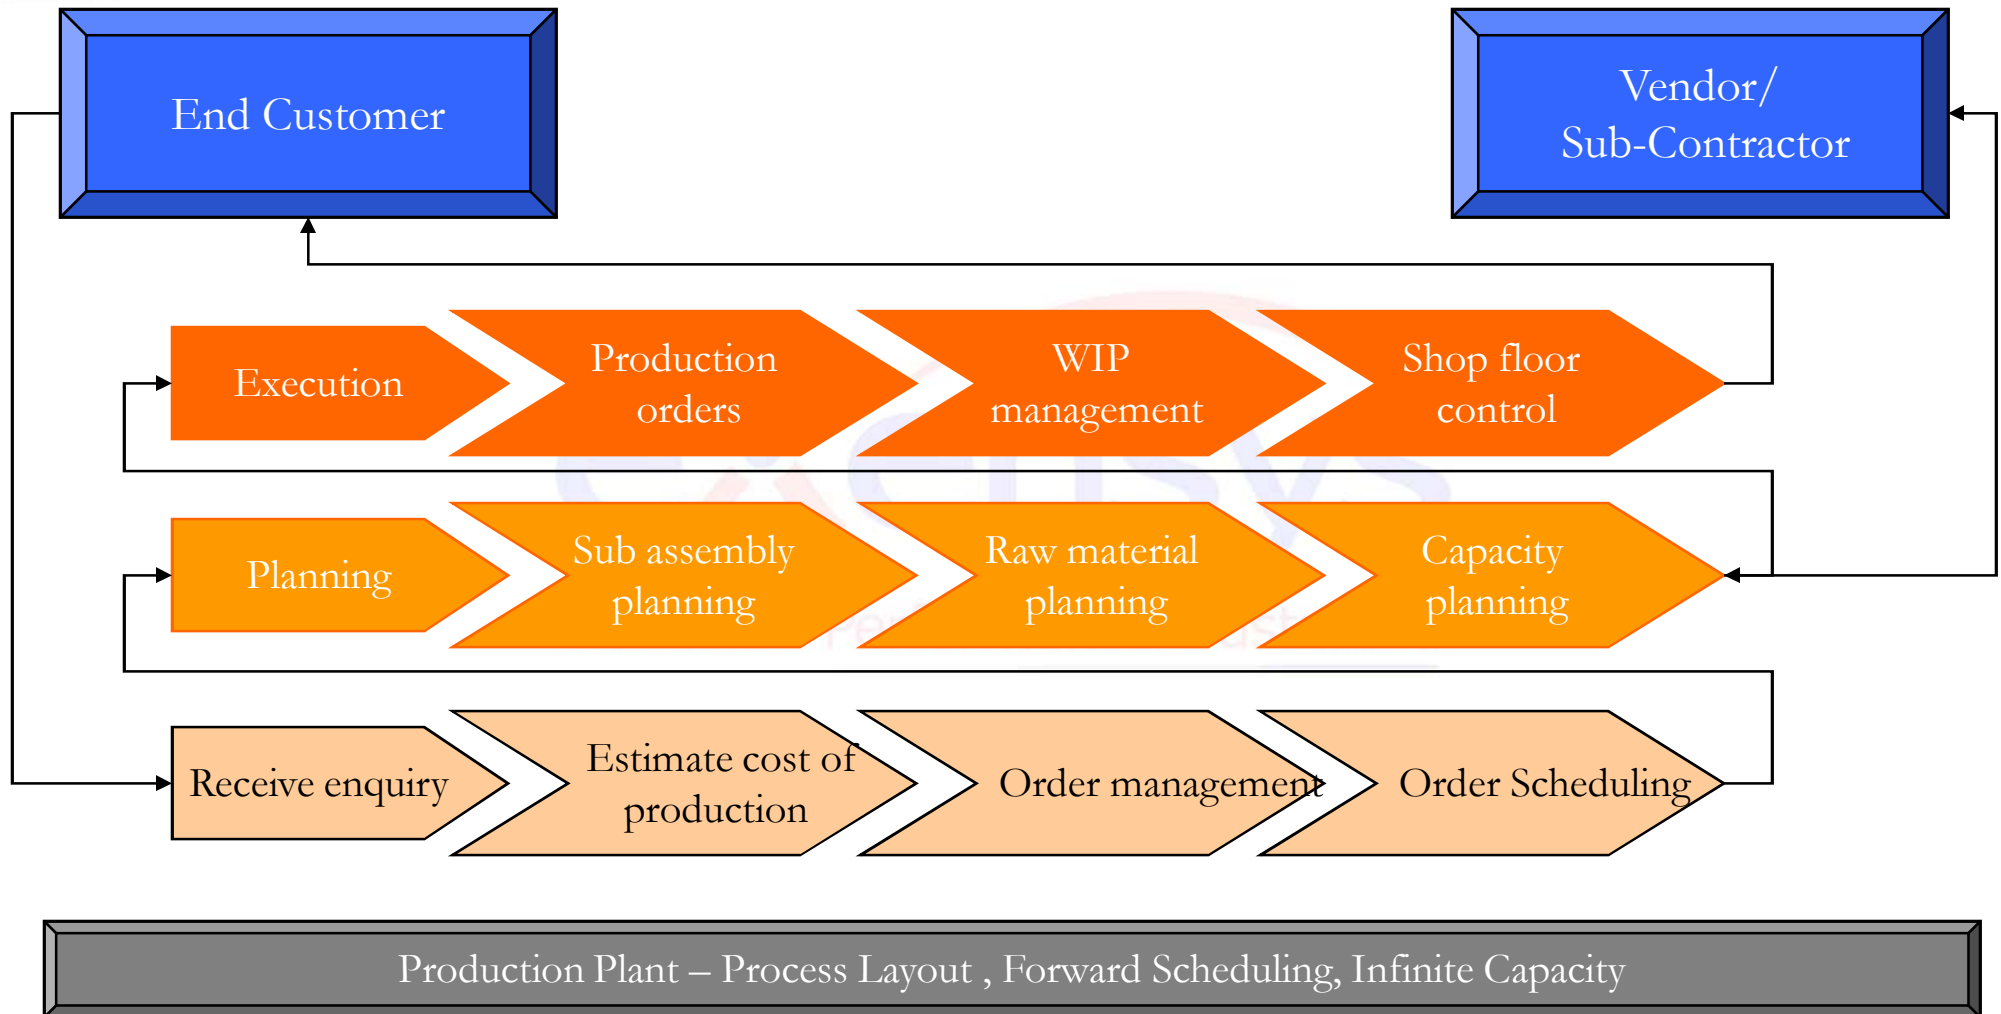 End Customer
Vendor/
Sub-Contractor
Execution
Production
orders
WIP
management
Shop floor
control
exensys
Planning
Sub assembly
planning
Raw material
planning
Capacity
planning
Receive enquiry
Estimate cost of
production
Order management
Order Scheduling
Production Plant – Process Layout , Forward Scheduling, Infinite Capacity